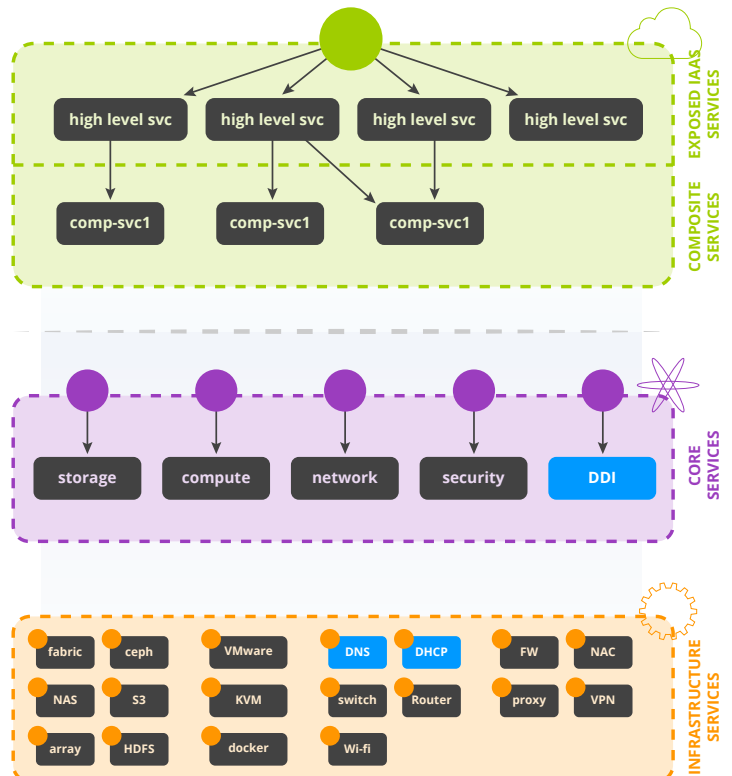 EXPOSED IAAS
SERVICES
high level svc
high level svc
high level svc
high level svc
COMPOSITE
SERVICES
comp-svc1
comp-svc1
comp-svc1
CORE
SERVICES
storage
compute
network
security
DDI
INFRASTRUCTURE
SERVICES
fabric
ceph
VMware
DNS
DHCP
FW
NAC
NAS
S3
KVM
switch
Router
proxy
VPN
array
HDFS
docker
Wi-fi